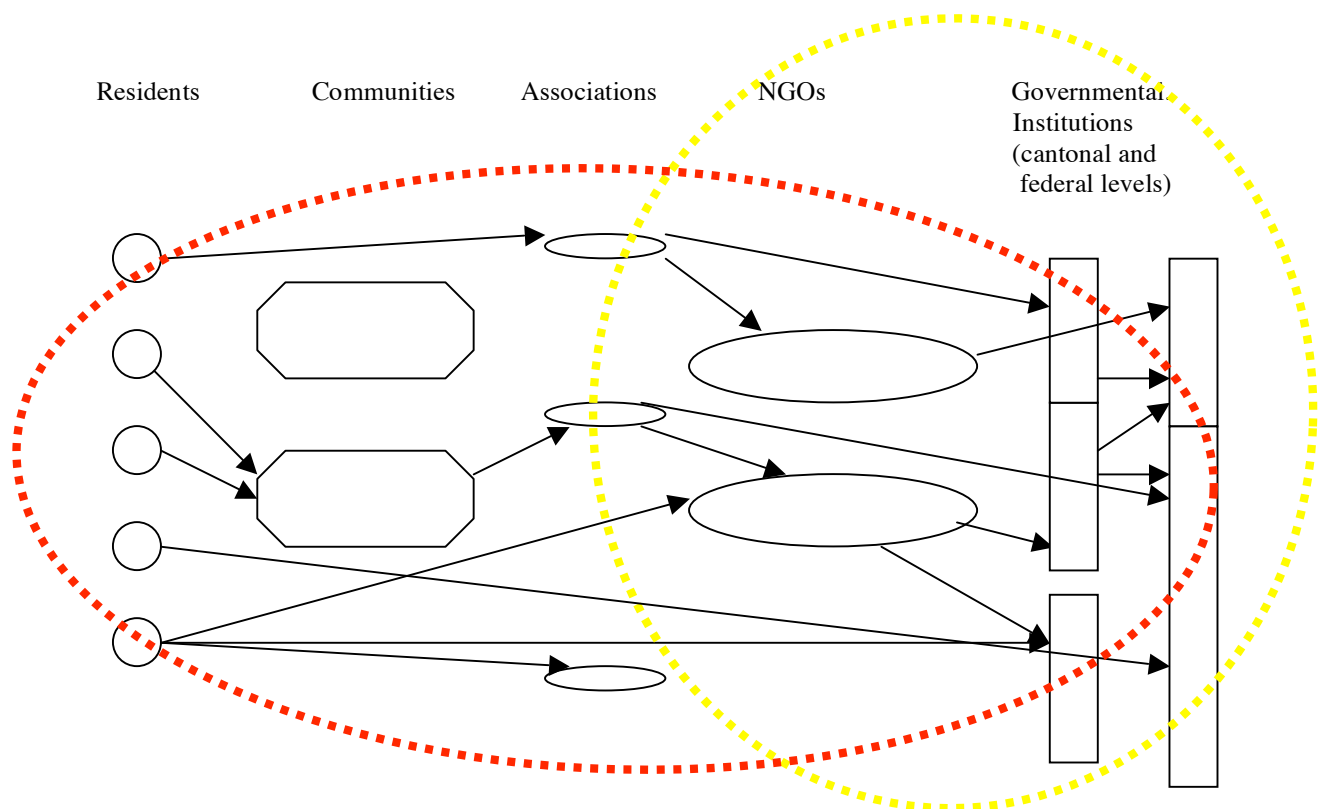 Residents
Communities
Associations
NGOs
Governmental
Institutions
(cantonal and
federal levels)